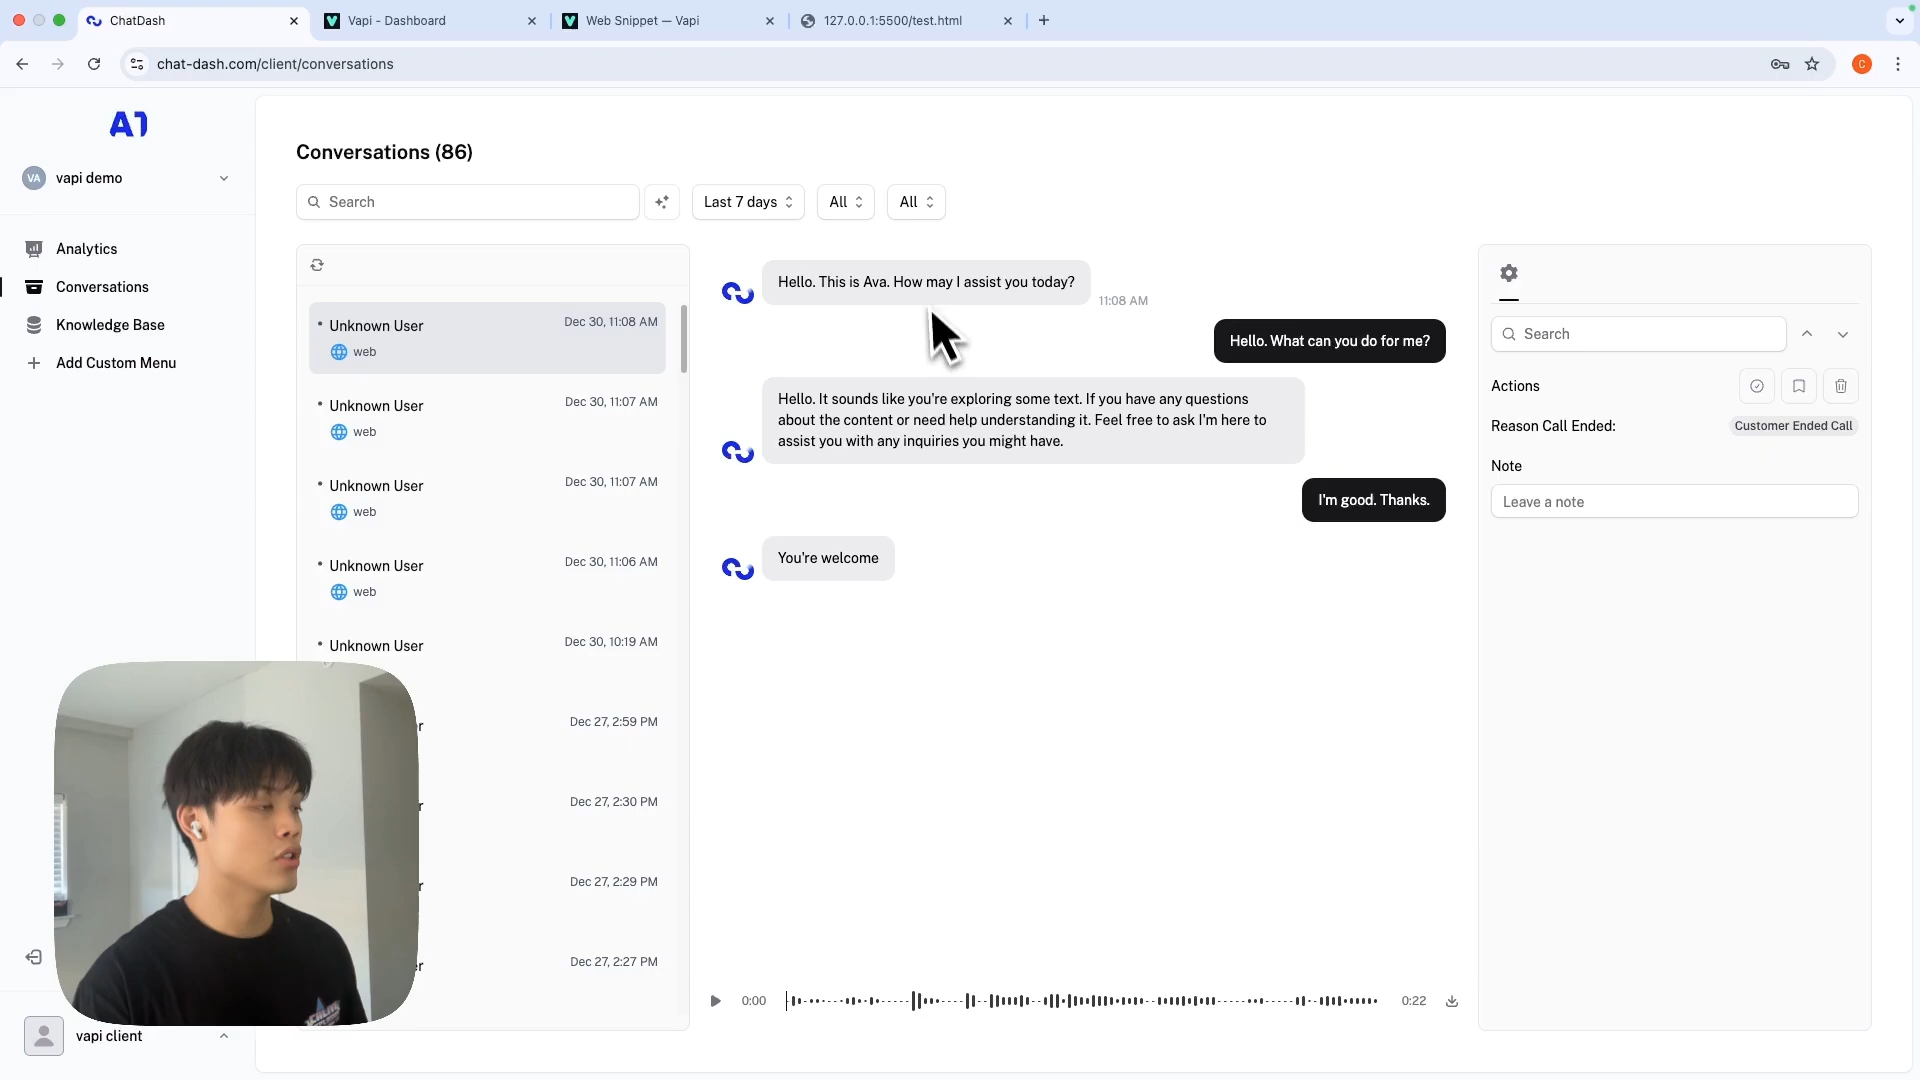 ChatDash
Vapi - Dashboard
Web Snippet — Vapi
127.0.0.1:5500/test.html
chat-dash.com/client/conversations
C
A1
VA
vapi demo
Analytics
Conversations
Knowledge Base
Add Custom Menu
vapi client
Conversations (86)
Search
Last 7 days
All
All
Unknown User
Dec 30, 11:08 AM
web
Unknown User
Dec 30, 11:07 AM
web
Unknown User
Dec 30, 11:07 AM
web
Unknown User
Dec 30, 11:06 AM
web
Unknown User
Dec 30, 10:19 AM
r
Dec 27, 2:59 PM
r
Dec 27, 2:30 PM
r
Dec 27, 2:29 PM
r
Dec 27, 2:27 PM
Hello. This is Ava. How may I assist you today?
11:08 AM
Hello. What can you do for me?
Hello. It sounds like you're exploring some text. If you have any questions
about the content or need help understanding it. Feel free to ask I'm here to
assist you with any inquiries you might have.
I'm good. Thanks.
You're welcome
0:00
0:22
Search
Actions
Reason Call Ended:
Customer Ended Call
Note
Leave a note